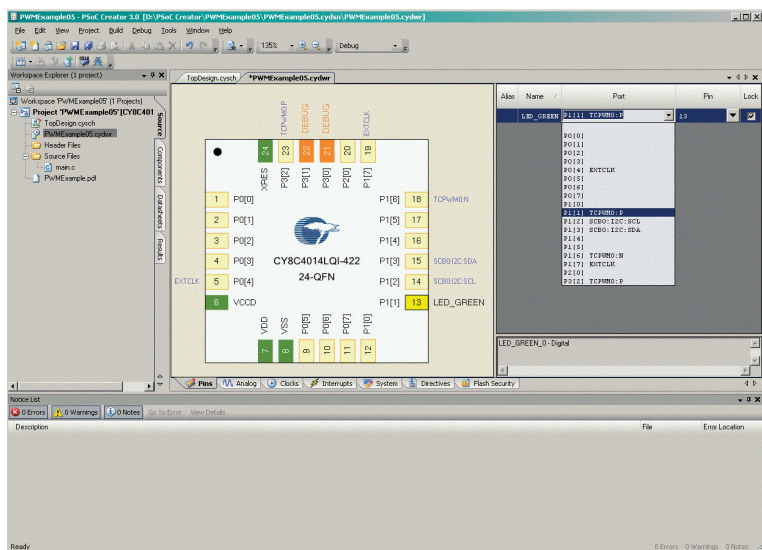 PWMExample05 - PSoC Creator 3.0 [D:\PSoC Creator\PWMExample05\PWMExample05.cydsn\PWMExample05.cydwr]
File Edit View Project Build Debug Tools Window Help
135% Debug
Workspace Explorer (1 project)
Workspace 'PWMExample05' (1 Projects)
Project 'PWMExample05' [CY8C401
TopDesign.cysch
PWMExample05.cydwr
Header Files
Source Files
main.c
PWMExample.pdf
Source
Components
Datasheets
Results
TopDesign.cysch *PWMExample05.cydwr
TCPWM0:P DEBUG DEBUG EXTCLK
24 23 22 21 20 19
XRES P3[2] P3[1] P3[0] P2[0] P1[7]
1 P0[0] P1[6] 18 TCPWM0:N
2 P0[1] P1[5] 17
3 P0[2] P1[4] 16
4 P0[3] CY8C4014LQI-422 P1[3] 15 SCB0:I2C:SDA
EXTCLK 5 P0[4] 24-QFN P1[2] 14 SCB0:I2C:SCL
6 VCCD P1[1] 13 LED_GREEN
VDD VSS P0[5] P0[6] P0[7] P1[0]
7 8 9 10 11 12
Alias Name / Port Pin Lock
LED_GREEN P1[1] TCPWM0:P 13
P0[0]
P0[1]
P0[2]
P0[3]
P0[4] EXTCLK
P0[5]
P0[6]
P0[7]
P1[0]
P1[1] TCPWM0:P
P1[2] SCB0:I2C:SCL
P1[3] SCB0:I2C:SDA
P1[4]
P1[5]
P1[6] TCPWM0:N
P1[7] EXTCLK
P2[0]
P3[2] TCPWM0:P
LED_GREEN_0 - Digital
Pins Analog Clocks Interrupts System Directives Flash Security
Notice List
0 Errors 0 Warnings 0 Notes Go To Error View Details
Description File Error Location
Ready 0 Errors 0 Warnings 0 Notes